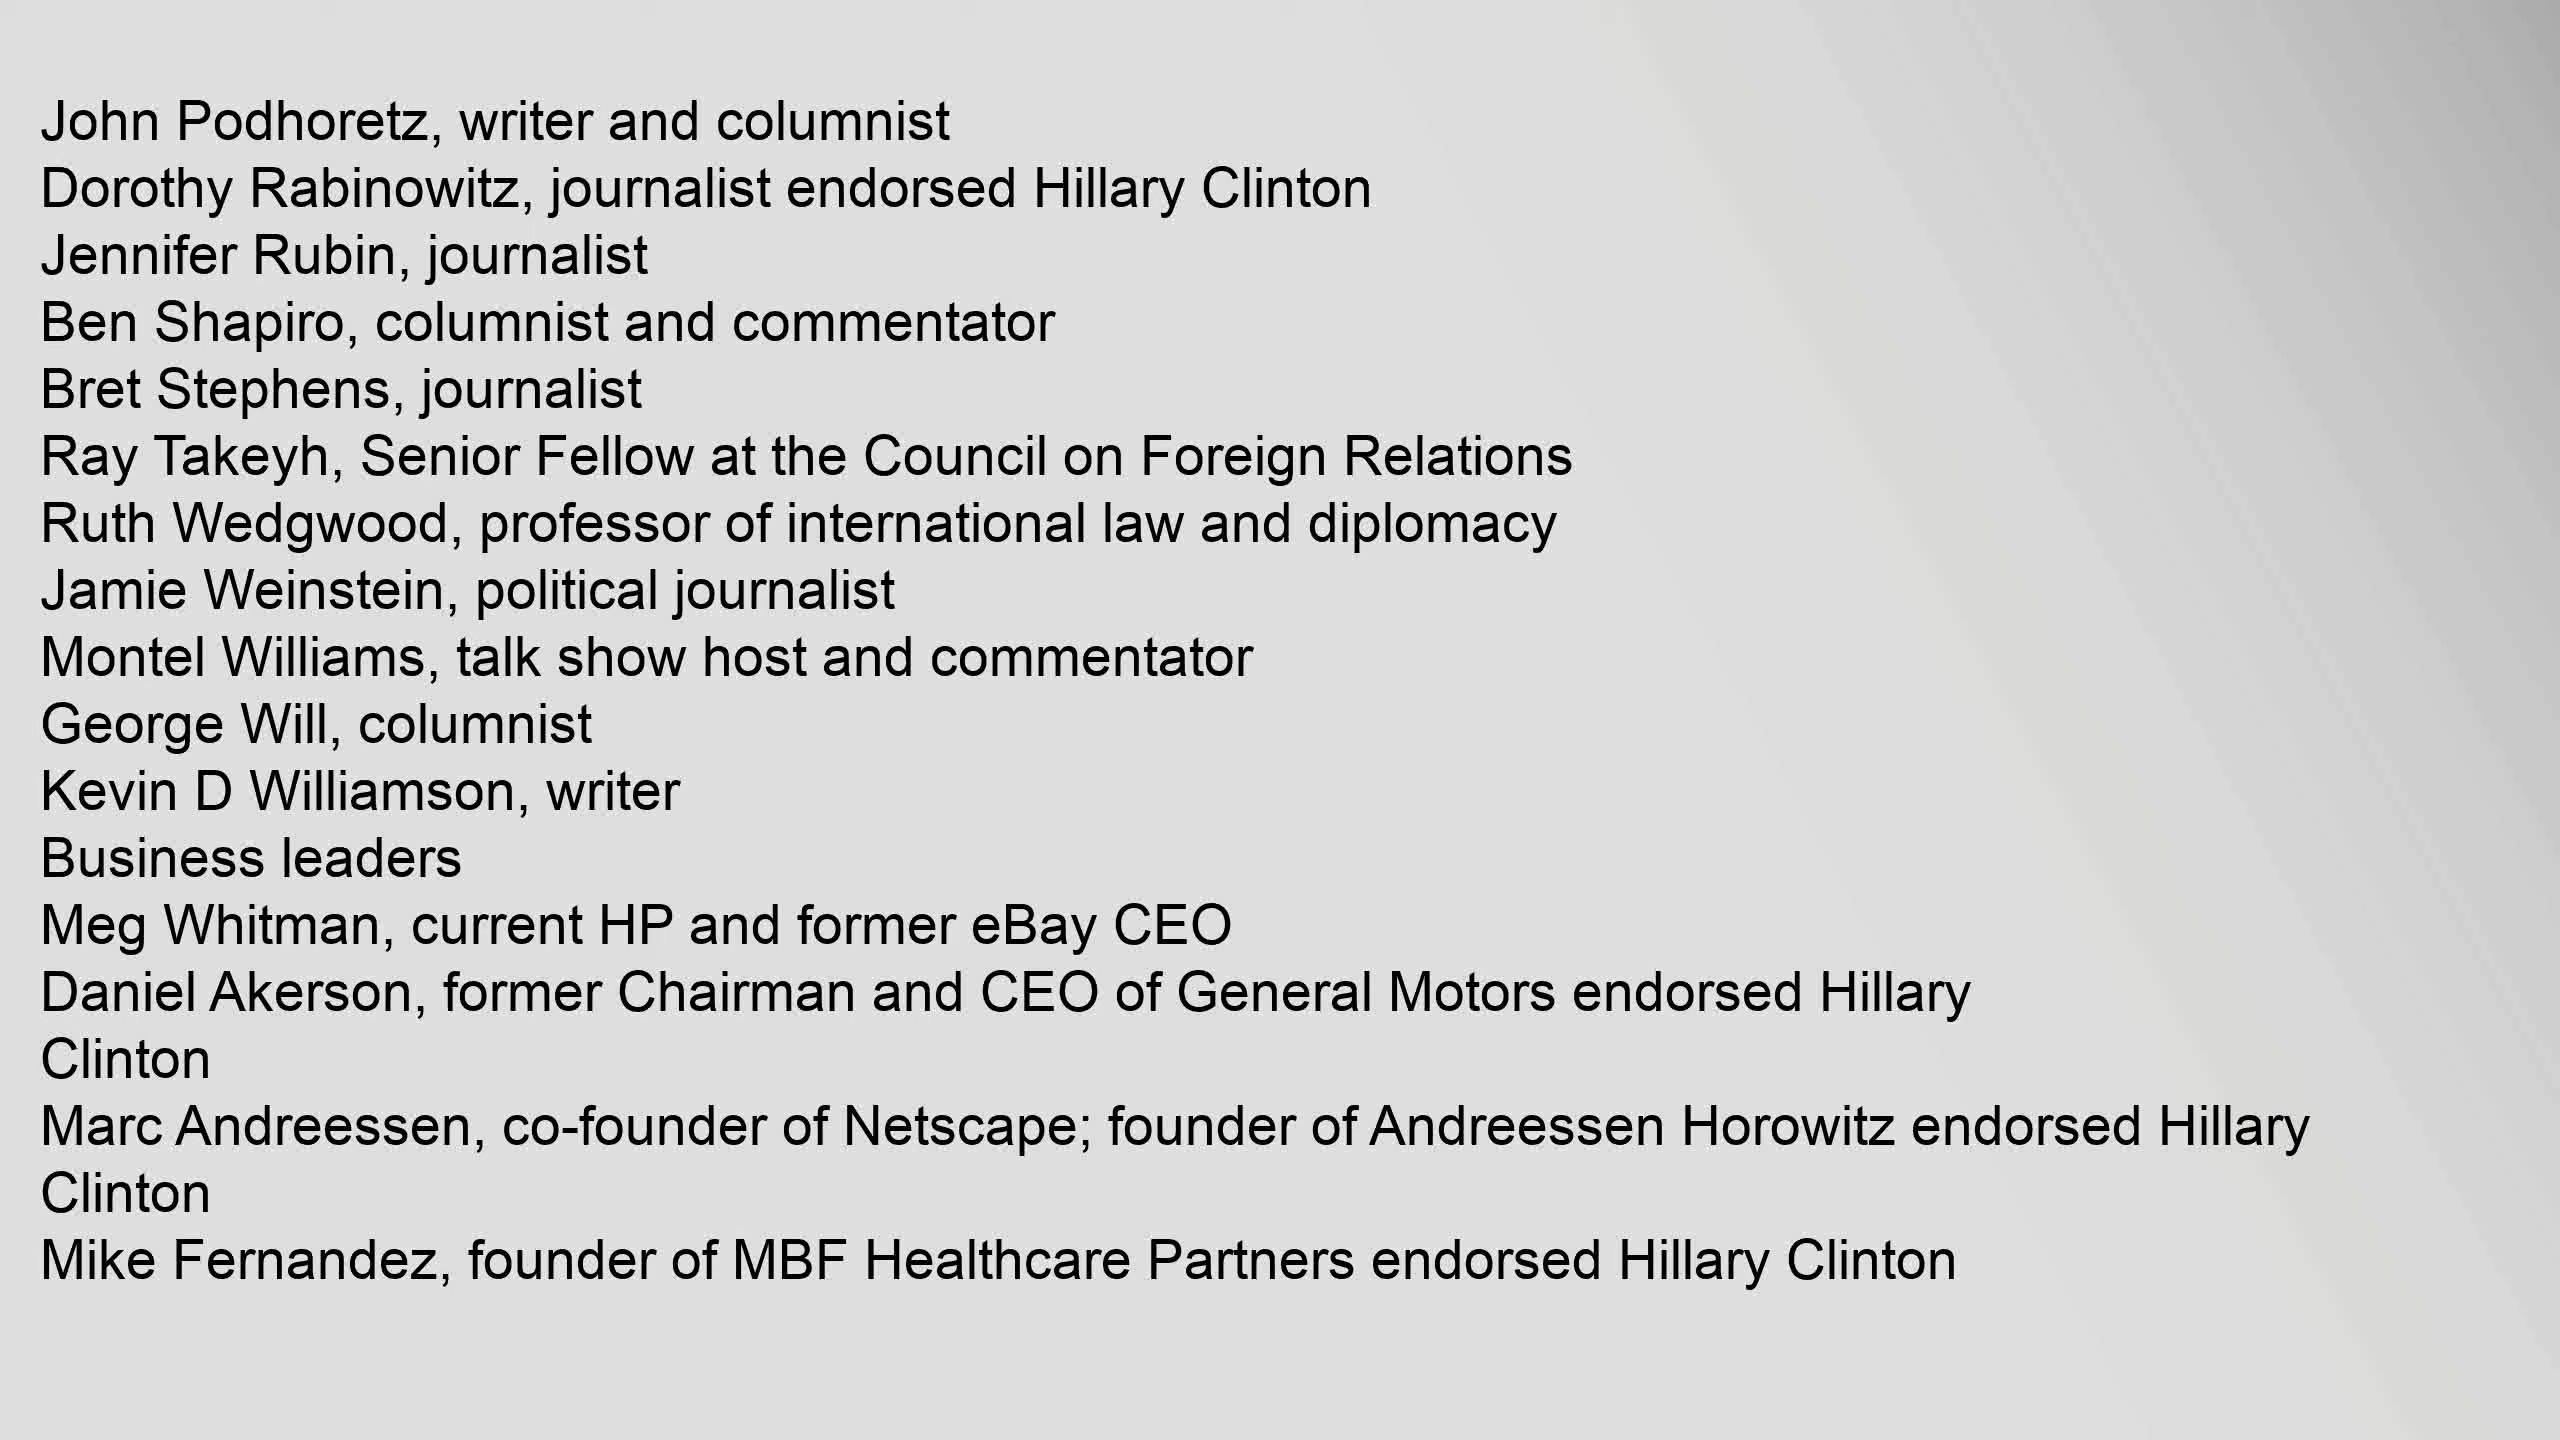 John Podhoretz, writer and columnist
Dorothy Rabinowitz, journalist endorsed Hillary Clinton
Jennifer Rubin, journalist
Ben Shapiro, columnist and commentator
Bret Stephens, journalist
Ray Takeyh, Senior Fellow at the Council on Foreign Relations
Ruth Wedgwood, professor of international law and diplomacy
Jamie Weinstein, political journalist
Montel Williams, talk show host and commentator
George Will, columnist
Kevin D Williamson, writer
Business leaders
Meg Whitman, current HP and former eBay CEO
Daniel Akerson, former Chairman and CEO of General Motors endorsed Hillary
Clinton
Marc Andreessen, co-founder of Netscape; founder of Andreessen Horowitz endorsed Hillary
Clinton
Mike Fernandez, founder of MBF Healthcare Partners endorsed Hillary Clinton